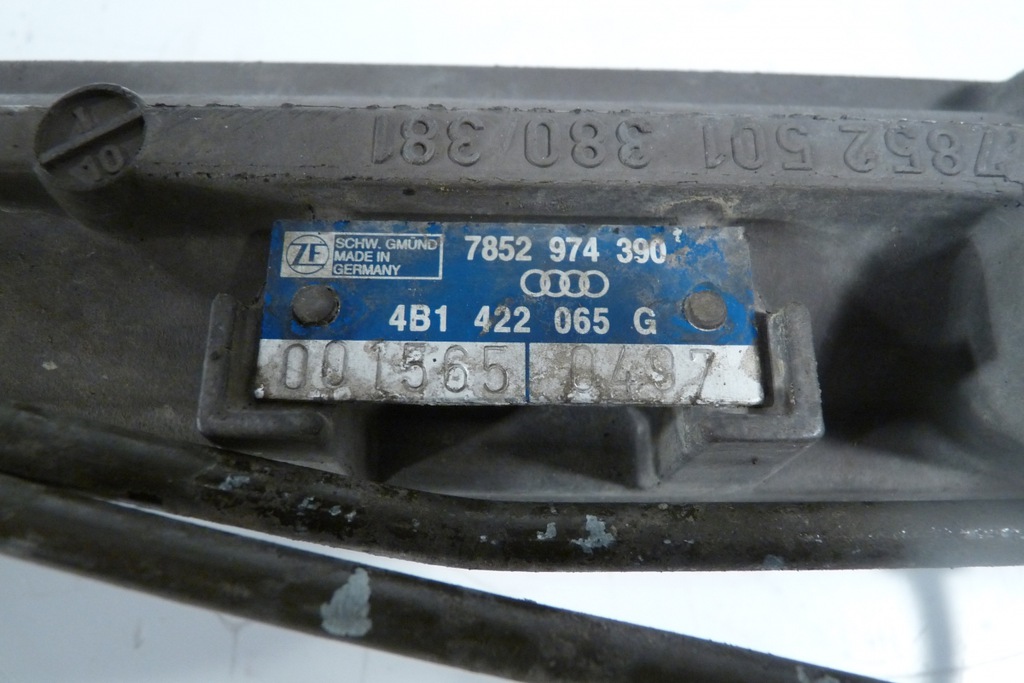 7852 501 380/381
ZF
SCHW. GMÜND
MADE IN
GERMANY
7852 974 390
4B1 422 065 G
001565 0497